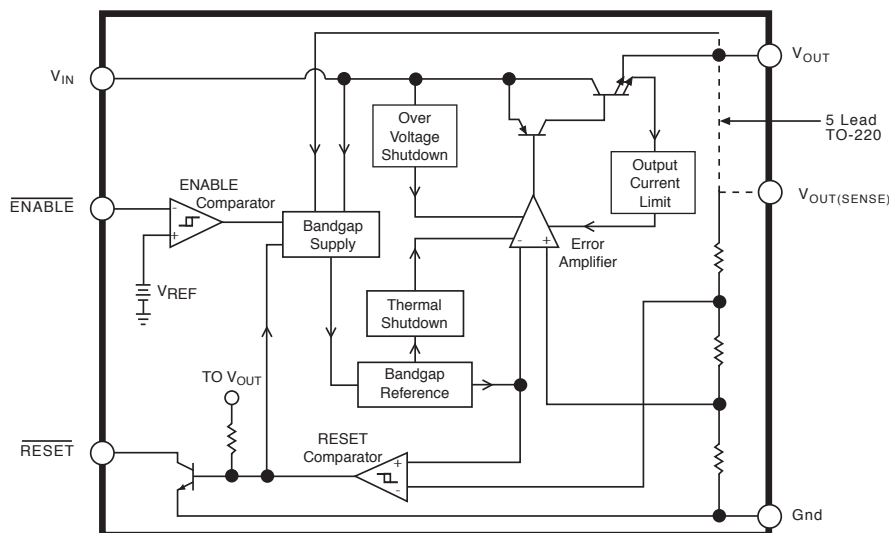 VOUT
VIN
Over
Voltage
Shutdown
5 Lead
TO-220
Output
Current
Limit
ENABLE
ENABLE
Comparator
-
+
Bandgap
Supply
VOUT(SENSE)
- +
Error
Amplifier
VREF
Thermal
Shutdown
TO VOUT
Bandgap
Reference
RESET
RESET
Comparator
+
-
Gnd